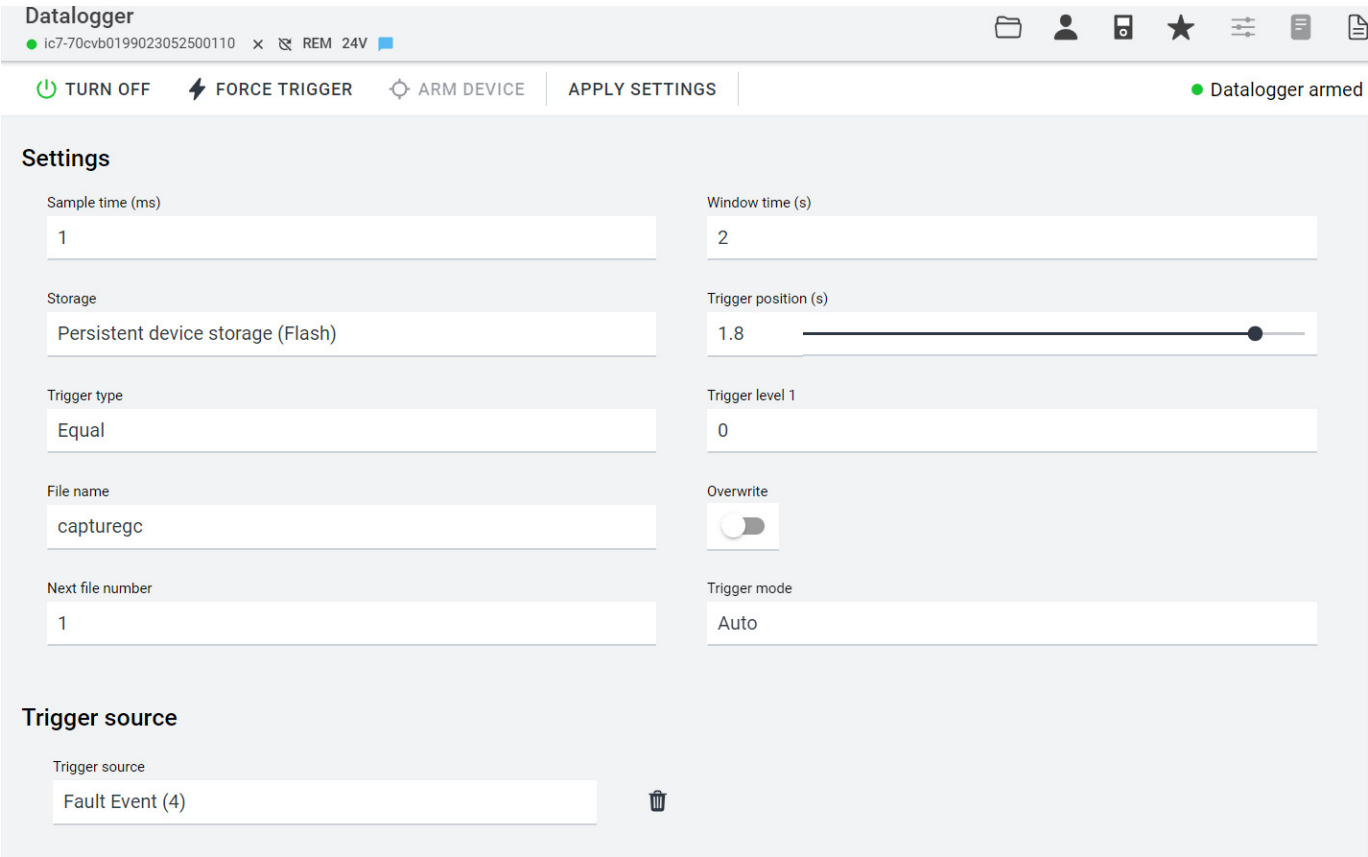 Datalogger
ic7-70cvb0199023052500110 REM 24V
TURN OFF FORCE TRIGGER ARM DEVICE APPLY SETTINGS Datalogger armed
Settings
Sample time (ms) Window time (s)
1 2
Storage Trigger position (s)
Persistent device storage (Flash) 1.8
Trigger type Trigger level 1
Equal 0
File name Overwrite
capturegc
Next file number Trigger mode
1 Auto
Trigger source
Trigger source
Fault Event (4)